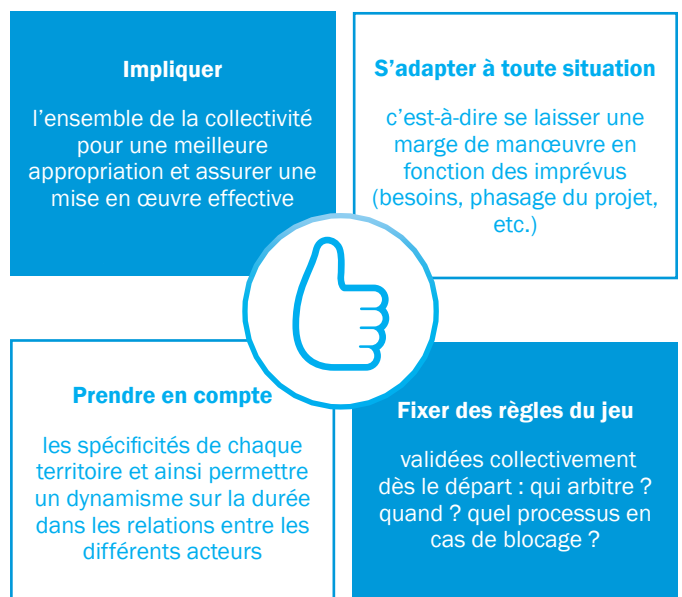 Impliquer
l'ensemble de la collectivité
pour une meilleure
appropriation et assurer une
mise en œuvre effective
S'adapter à toute situation
c'est-à-dire se laisser une
marge de manœuvre en
fonction des imprévus
(besoins, phasage du projet,
etc.)
Prendre en compte
les spécificités de chaque
territoire et ainsi permettre
un dynamisme sur la durée
dans les relations entre les
différents acteurs
Fixer des règles du jeu
validées collectivement
dès le départ : qui arbitre ?
quand ? quel processus en
cas de blocage ?